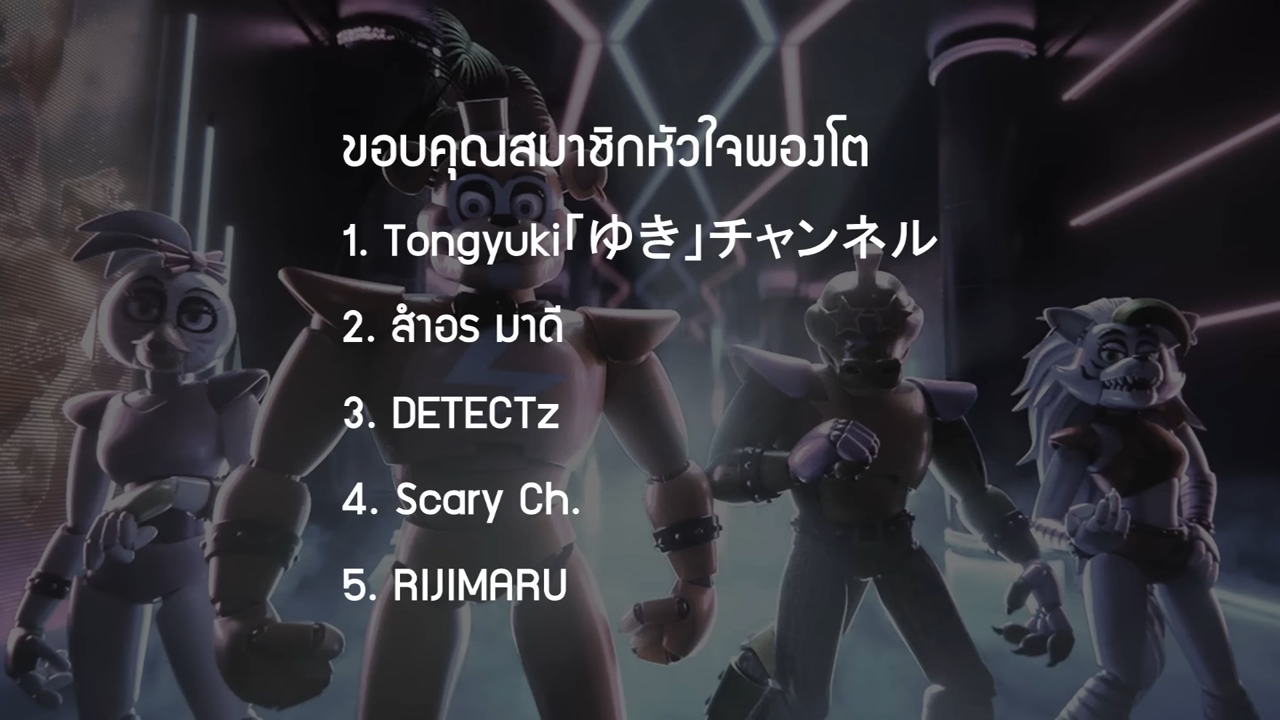 ขอบคุณสมาชิกหัวใจพองโต
1. Tongyuki「ゆき」チャンネル
2. สำอร มาดี
3. DETECTz
4. Scary Ch.
5. RIJIMARU